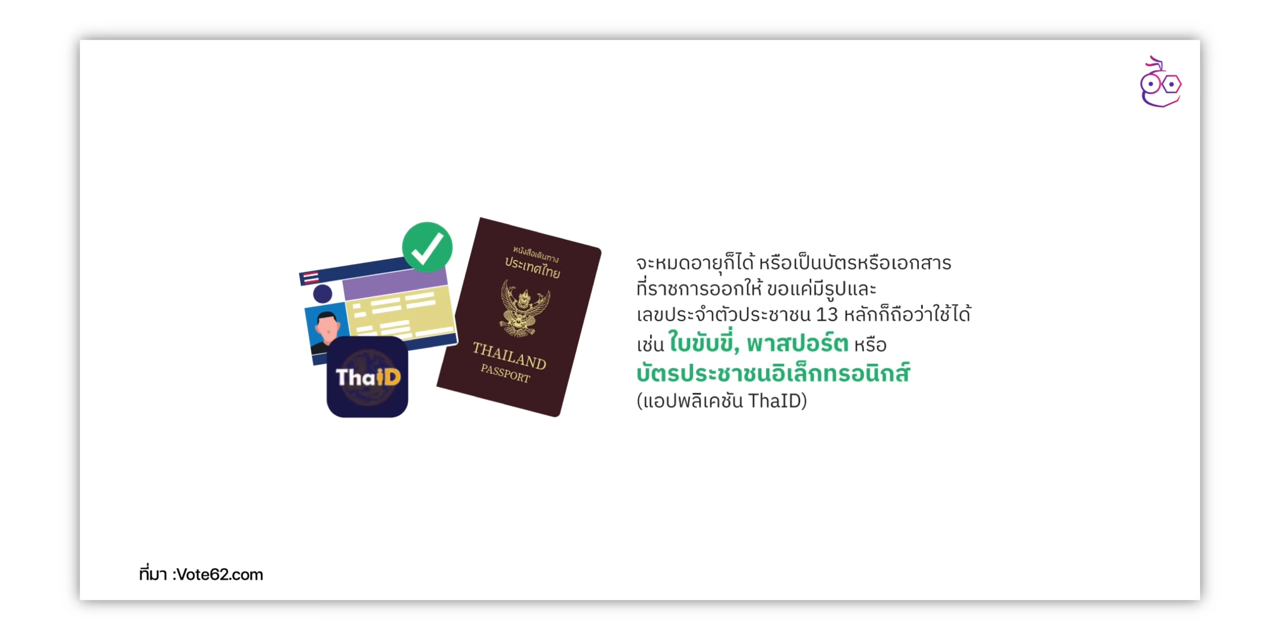 หนังสือเดินทาง
ประเทศไทย
THAILAND
PASSPORT
ThaiD
จะหมดอายุก็ได้ หรือเป็นบัตรหรือเอกสาร
ที่ราชการออกให้ ขอแค่มีรูปและ
เลขประจำตัวประชาชน 13 หลักก็ถือว่าใช้ได้
เช่น ใบขับขี่, พาสปอร์ต หรือ
บัตรประชาชนอิเล็กทรอนิกส์
(แอปพลิเคชัน ThaID)
ที่มา :Vote62.com